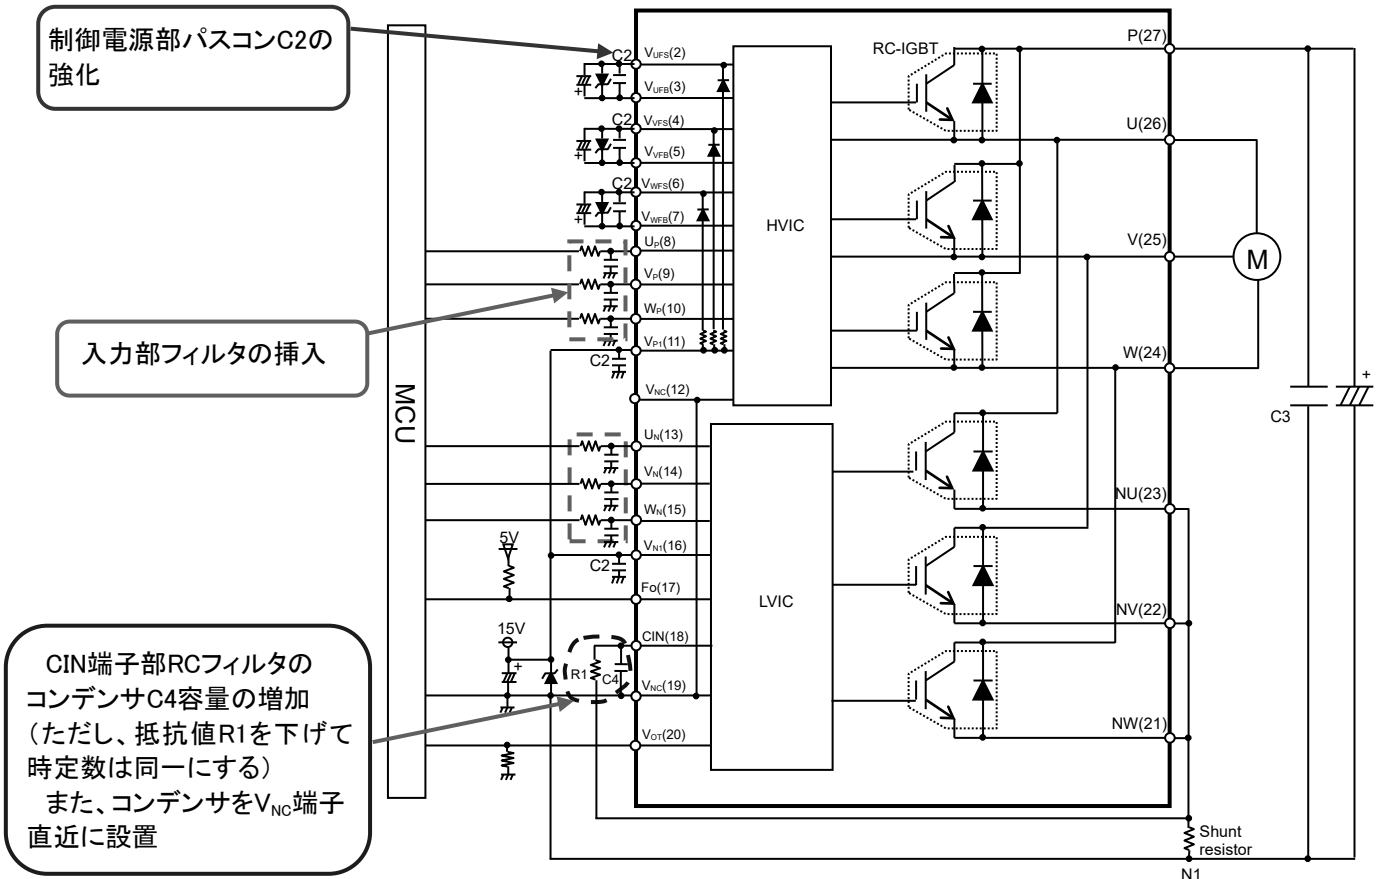 制御電源部パスコンC2の
強化
入力部フィルタの挿入
CIN端子部RCフィルタの
コンデンサC4容量の増加
(ただし、抵抗値R1を下げて
時定数は同一にする)
また、コンデンサをVNC端子
直近に設置
MCU
C2
VUFS(2)
VUFB(3)
C2
VVFS(4)
VVFB(5)
C2
VWFS(6)
VWFB(7)
UP(8)
VP(9)
WP(10)
VP1(11)
C2
VNC(12)
UN(13)
VN(14)
WN(15)
VN1(16)
C2
5V
Fo(17)
15V
CIN(18)
R1
C4
VNC(19)
VOT(20)
+
+
+
+
HVIC
LVIC
RC-IGBT
P(27)
U(26)
V(25)
W(24)
NU(23)
NV(22)
NW(21)
M
C3
+
Shunt
resistor
N1